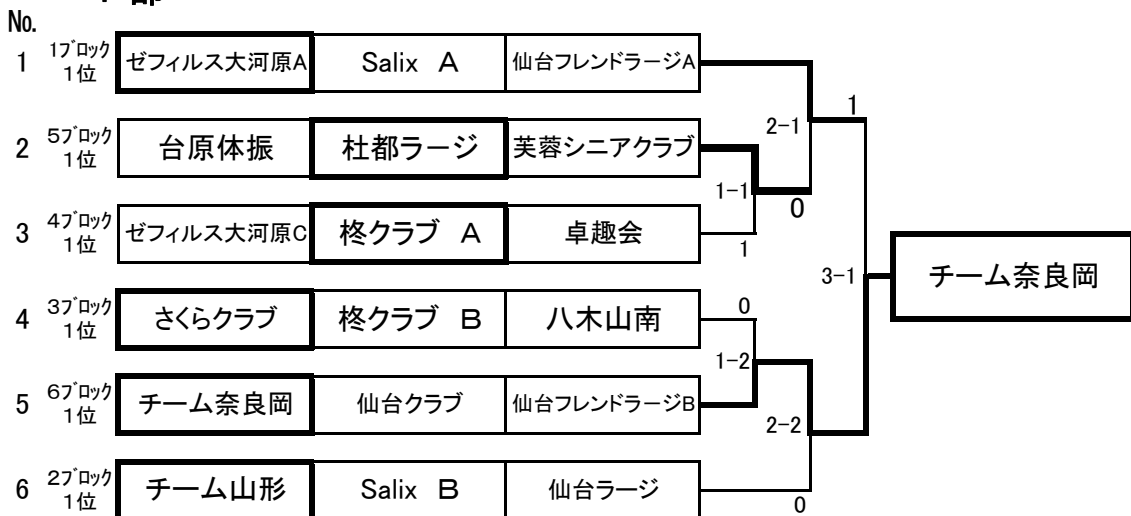 No.
1 1ブロック1位 ゼフィルス大河原A Salix A 仙台フレンドラージA
1
2-1
2 5ブロック1位 台原体振 杜都ラージ 芙蓉シニアクラブ
1-1
0
3 4ブロック1位 ゼフィルス大河原C 柊クラブ A 卓趣会
1
3-1 チーム奈良岡
4 3ブロック1位 さくらクラブ 柊クラブ B 八木山南
0
1-2
5 6ブロック1位 チーム奈良岡 仙台クラブ 仙台フレンドラージB
2-2
6 2ブロック1位 チーム山形 Salix B 仙台ラージ
0